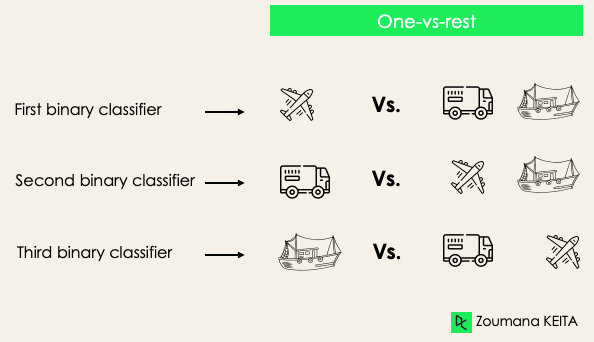 One-vs-rest
First binary classifier
Vs.
Second binary classifier
Vs.
Third binary classifier
Vs.
Zoumana KEITA